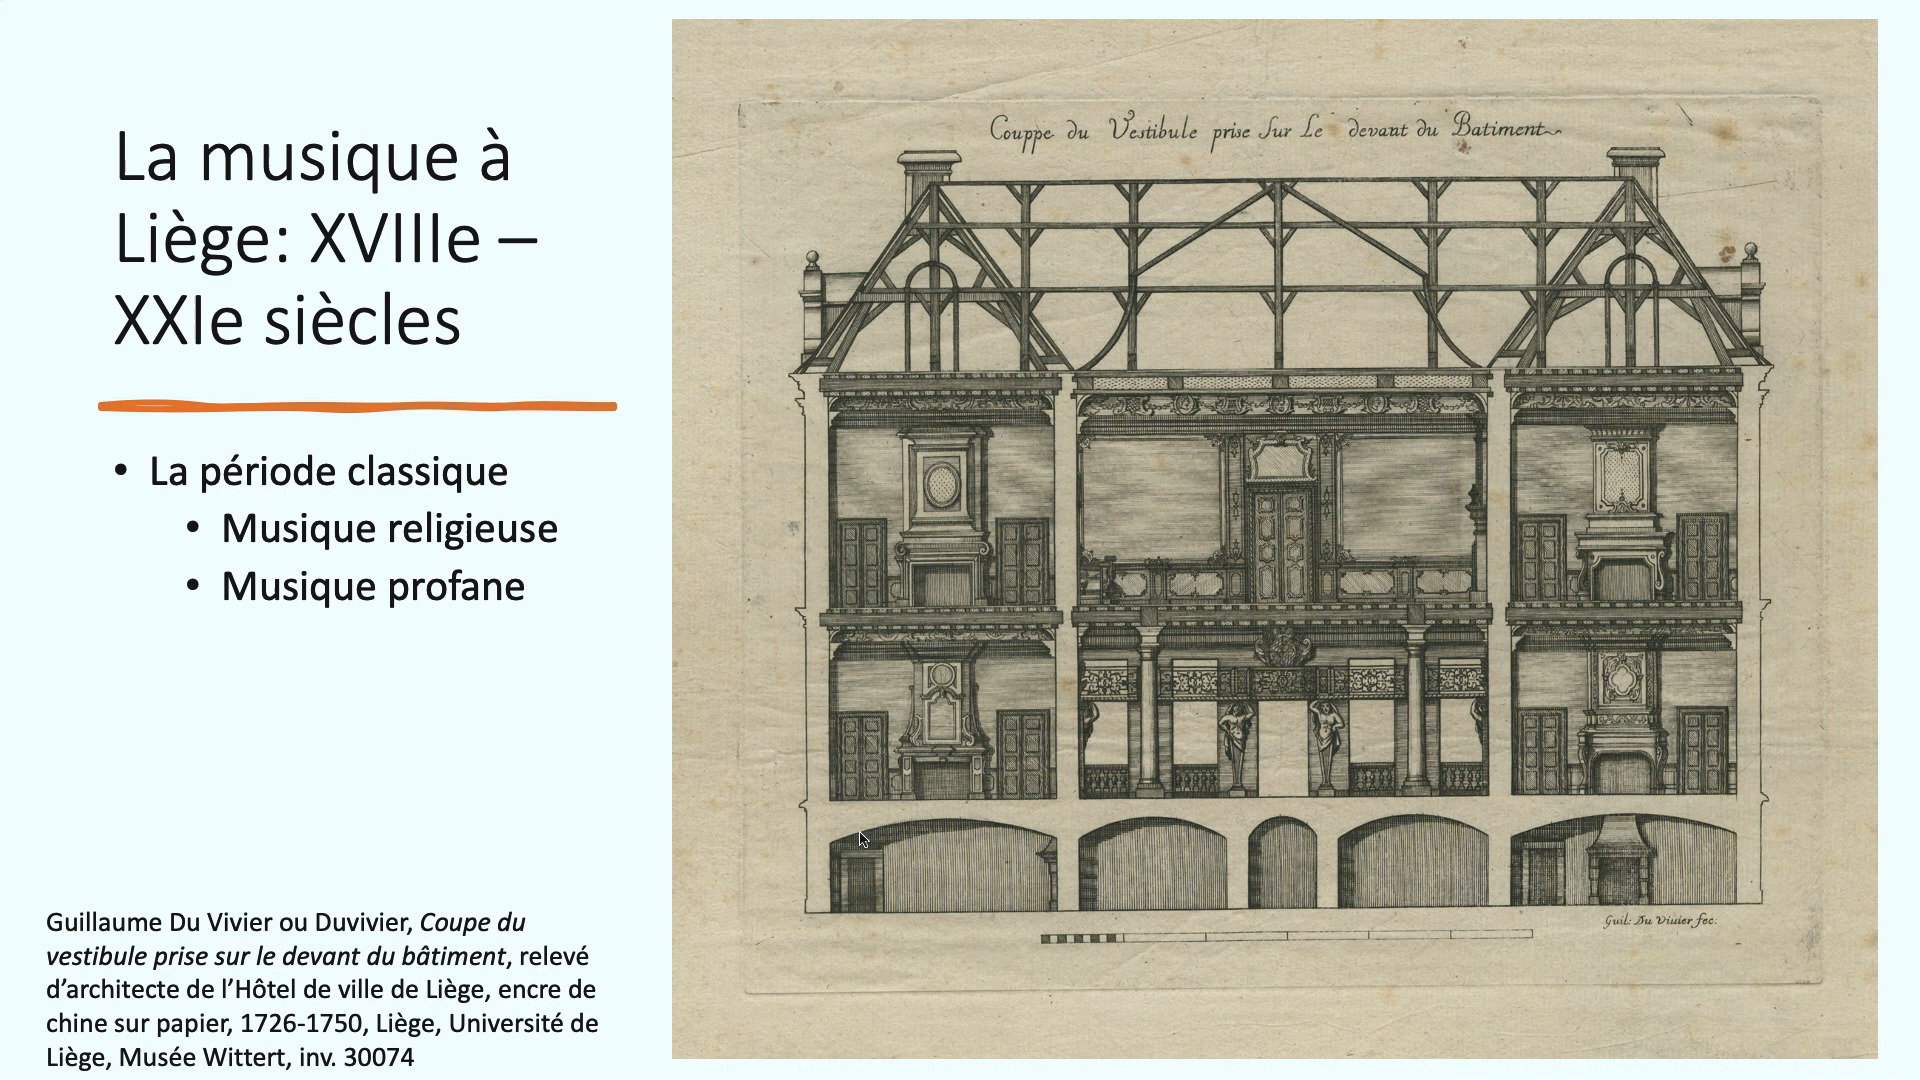 La musique à
Liège: XVIIIe –
XXIe siècles
• La période classique
• Musique religieuse
• Musique profane
Guillaume Du Vivier ou Duvivier, Coupe du
vestibule prise sur le devant du bâtiment, relevé
d’architecte de l’Hôtel de ville de Liège, encre de
chine sur papier, 1726-1750, Liège, Université de
Liège, Musée Wittert, inv. 30074
Couppe du Vestibule prise Sur Le devant du Batiment
Guil: Du Vivier fec: